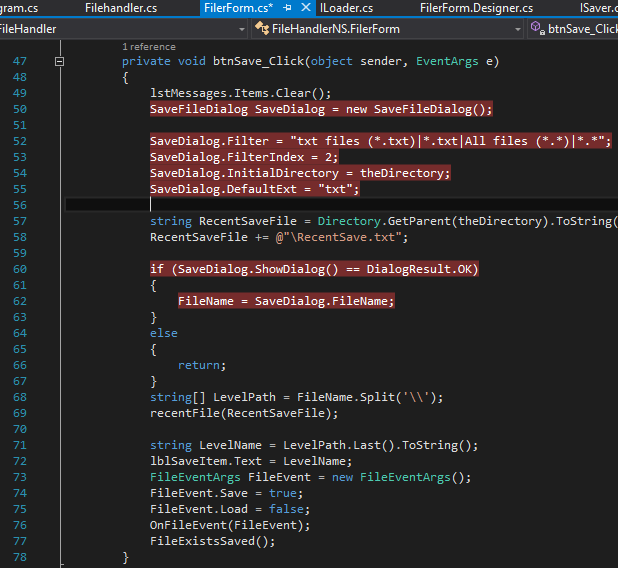 gram.cs Filehandler.cs FilerForm.cs* ILoader.cs FilerForm.Designer.cs ISaver.cs
FileHandler FileHandlerNS.FilerForm btnSave_Click
1 reference
47 private void btnSave_Click(object sender, EventArgs e)
48 {
49 lstMessages.Items.Clear();
50 SaveFileDialog SaveDialog = new SaveFileDialog();
51
52 SaveDialog.Filter = "txt files (*.txt)|*.txt|All files (*.*)|*.*";
53 SaveDialog.FilterIndex = 2;
54 SaveDialog.InitialDirectory = theDirectory;
55 SaveDialog.DefaultExt = "txt";
56
57 string RecentSaveFile = Directory.GetParent(theDirectory).ToString(
58 RecentSaveFile += @"\RecentSave.txt";
59
60 if (SaveDialog.ShowDialog() == DialogResult.OK)
61 {
62 FileName = SaveDialog.FileName;
63 }
64 else
65 {
66 return;
67 }
68 string[] LevelPath = FileName.Split('\\');
69 recentFile(RecentSaveFile);
70
71 string LevelName = LevelPath.Last().ToString();
72 lblSaveItem.Text = LevelName;
73 FileEventArgs FileEvent = new FileEventArgs();
74 FileEvent.Save = true;
75 FileEvent.Load = false;
76 OnFileEvent(FileEvent);
77 FileExistsSaved();
78 }